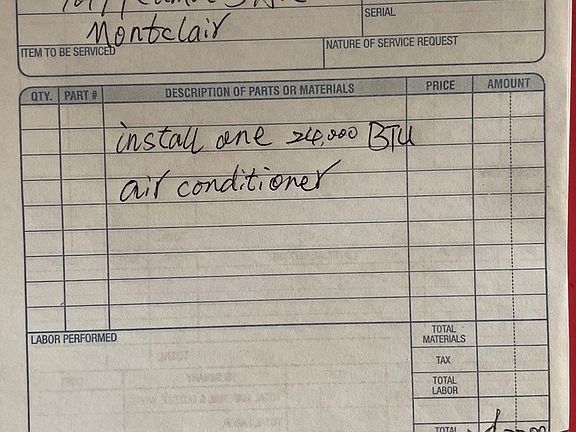 SERIAL
Montclair
ITEM TO BE SERVICED
NATURE OF SERVICE REQUEST
QTY. PART # DESCRIPTION OF PARTS OR MATERIALS PRICE AMOUNT
install one 24,000 BTU
air conditioner
LABOR PERFORMED
TOTAL MATERIALS
TAX
TOTAL LABOR
TOTAL